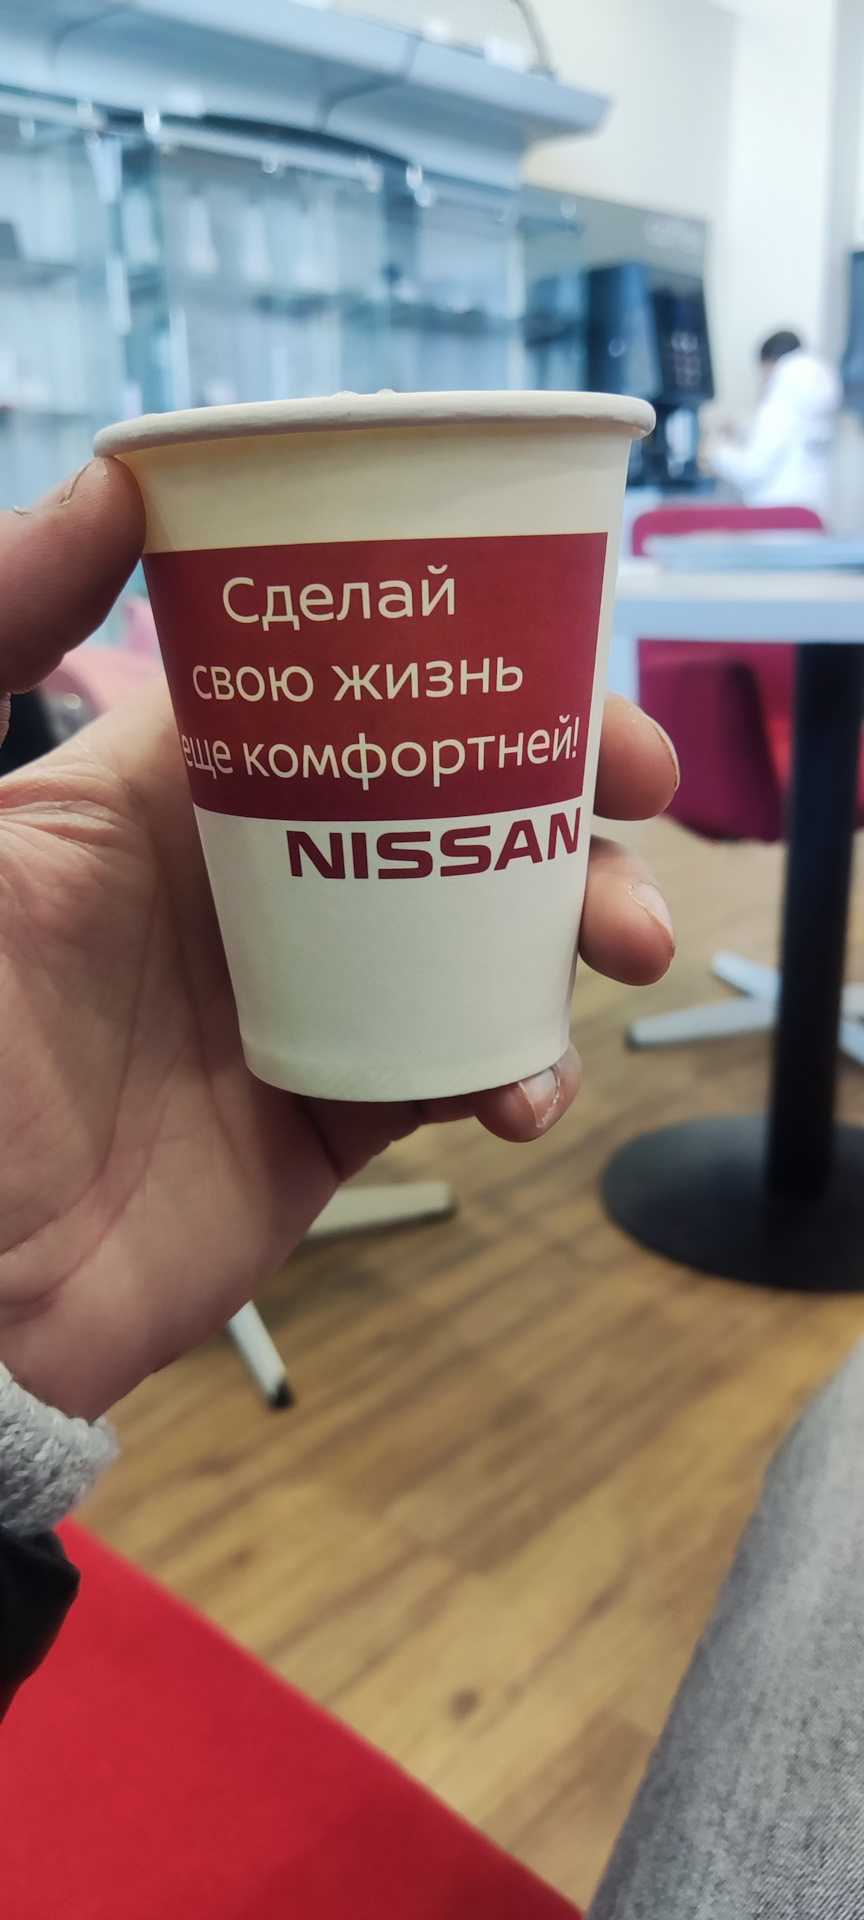 Сделай
свою жизнь
еще комфортней!
NISSAN